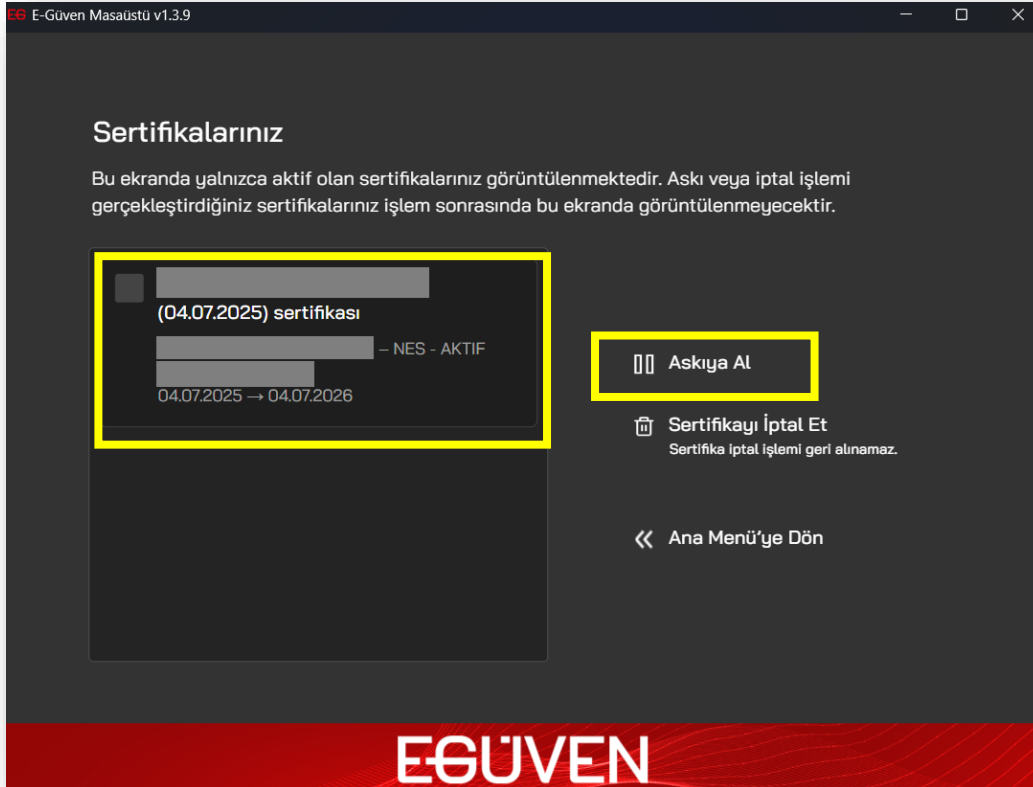 EG E-Güven Masaüstü v1.3.9
Sertifikalarınız
Bu ekranda yalnızca aktif olan sertifikalarınız görüntülenmektedir. Askı veya iptal işlemi
gerçekleştirdiğiniz sertifikalarınız işlem sonrasında bu ekranda görüntülenmeyecektir.
(04.07.2025) sertifikası
– NES - AKTIF
04.07.2025 → 04.07.2026
Askıya Al
Sertifikayı İptal Et
Sertifika iptal işlemi geri alınamaz.
Ana Menü'ye Dön
EGÜVEN